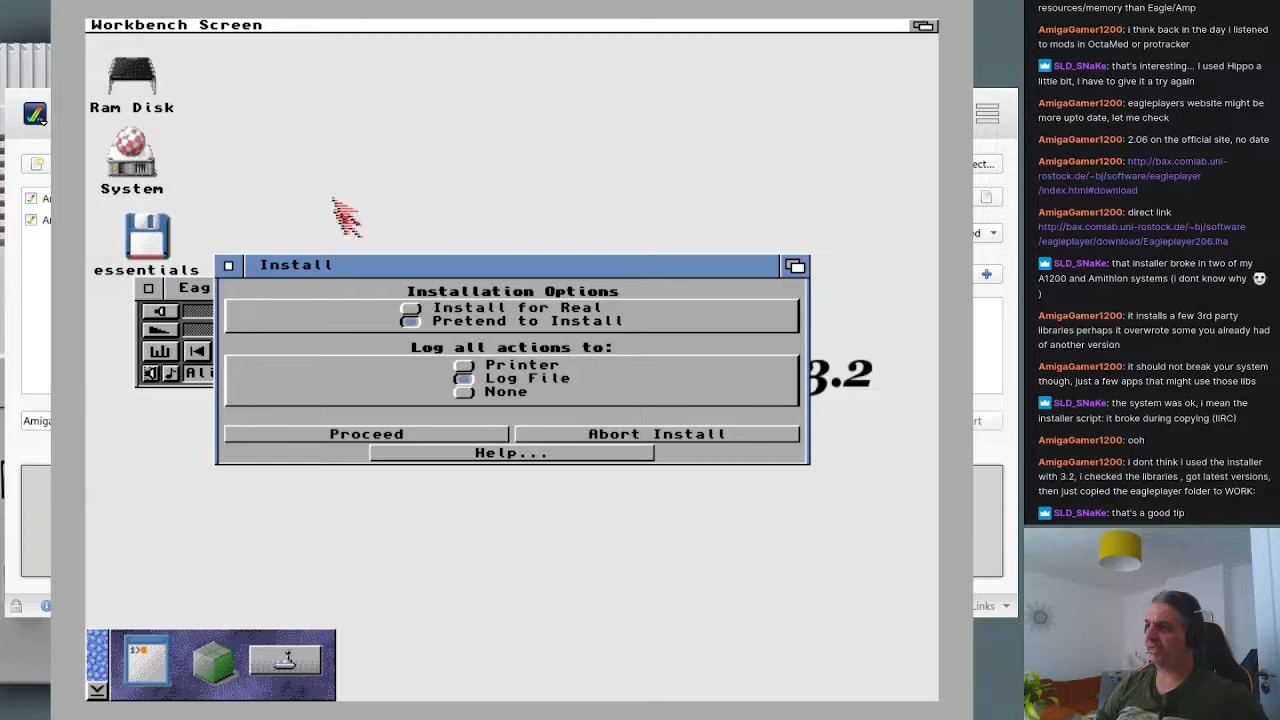 Workbench Screen
Ram Disk
System
essentials
Eag
Ali
Install
Installation Options
Install for Real
Pretend to Install
Log all actions to:
Printer
Log File
None
Proceed
Abort Install
Help...
3.2
1>
Amiga
ect...
ed
Links
resources/memory than Eagle/Amp
AmigaGamer1200: i think back in the day i listened
to mods in OctaMed or protracker
SLD_SNaKe: that's interesting... I used Hippo a
little bit, I have to give it a try again
AmigaGamer1200: eagleplayers website might be
more upto date, let me check
AmigaGamer1200: 2.06 on the official site, no date
AmigaGamer1200: http://bax.comlab.uni-
rostock.de/~bj/software/eagleplayer
/index.html#download
AmigaGamer1200: direct link
http://bax.comlab.uni-rostock.de/~bj/software
/eagleplayer/download/Eagleplayer206.lha
SLD_SNaKe: that installer broke in two of my
A1200 and Amithlon systems (i dont know why
)
AmigaGamer1200: it installs a few 3rd party
libraries perhaps it overwrote some you already had
of another version
AmigaGamer1200: it should not break your system
though, just a few apps that might use those libs
SLD_SNaKe: the system was ok, i mean the
installer script: it broke during copying (IIRC)
AmigaGamer1200: ooh
AmigaGamer1200: i dont think I used the installer
with 3.2, i checked the libraries , got latest versions,
then just copied the eagleplayer folder to WORK:
SLD_SNaKe: that's a good tip